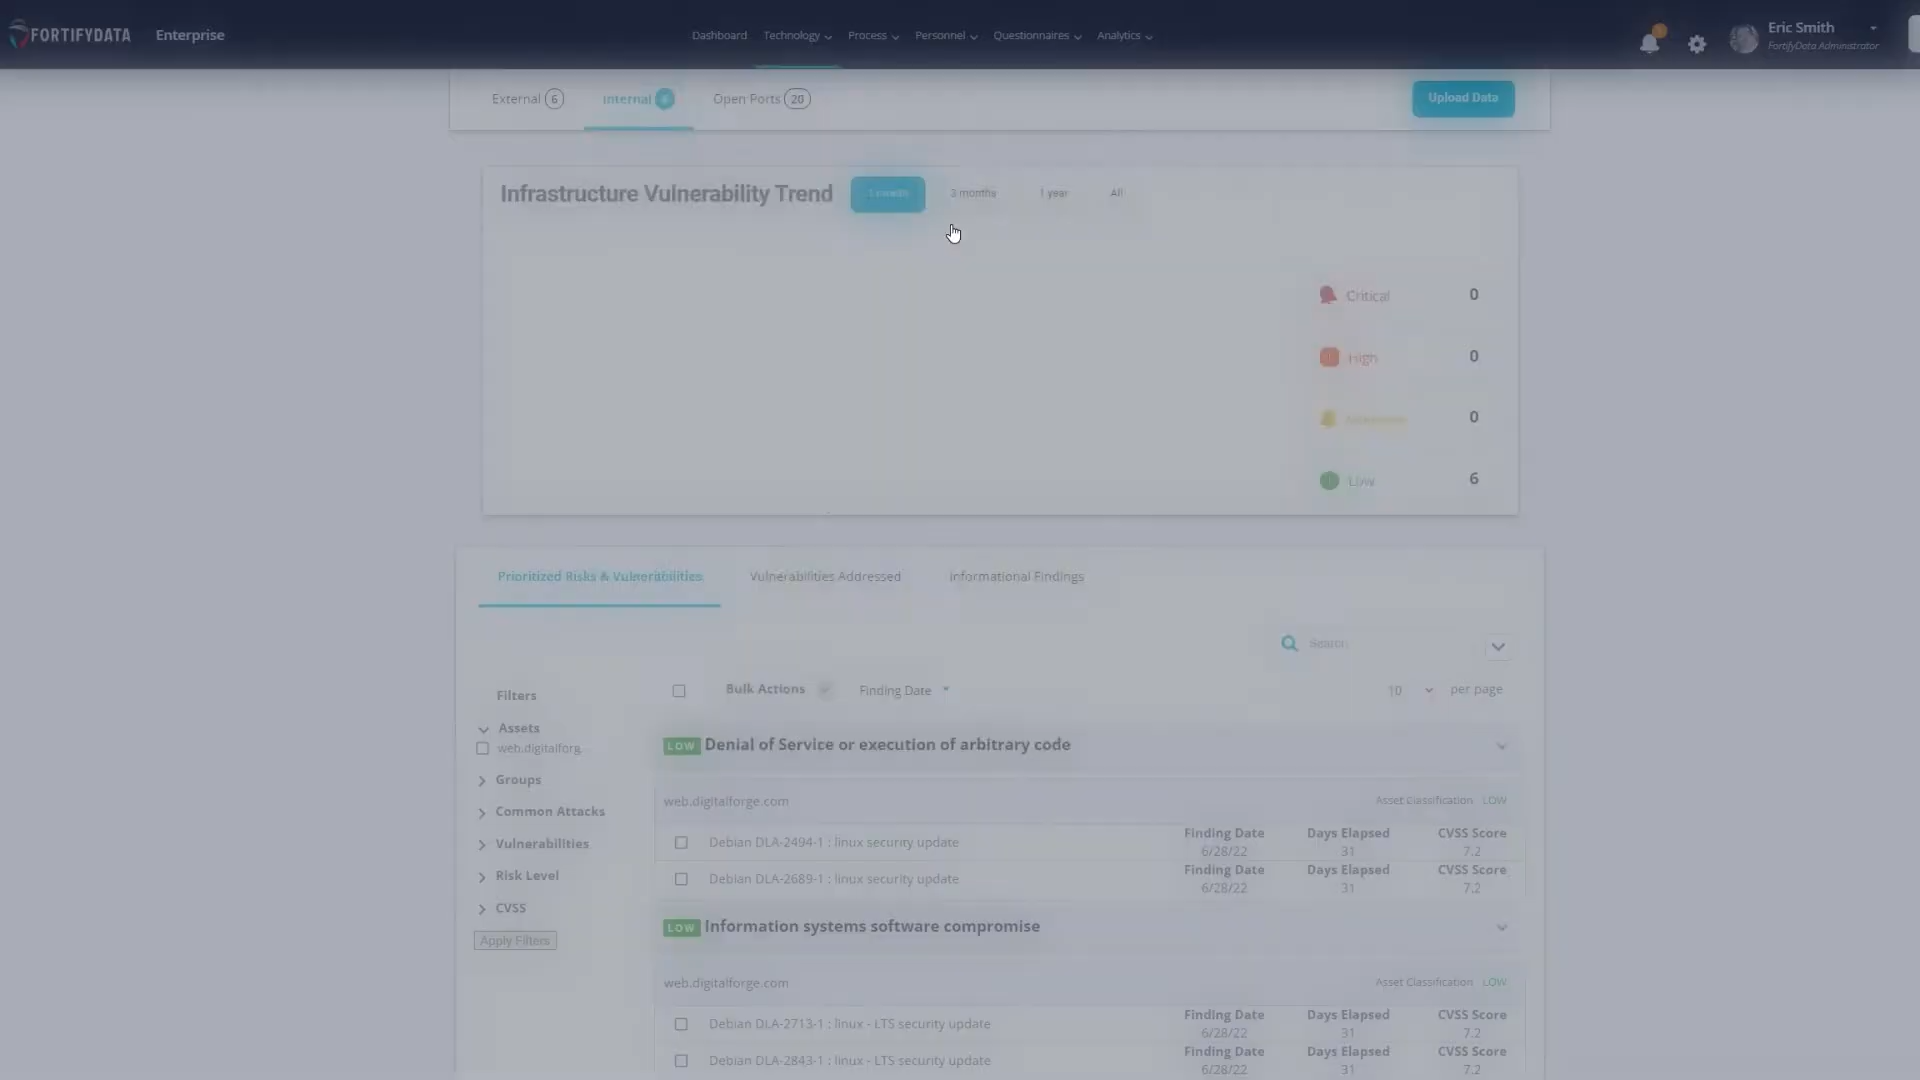 FORTIFYDATA Enterprise Dashboard Technology Process Personnel Questionnaires Analytics Eric Smith
FortifyData Administrator
External 6 Internal Open Ports 20 Upload Data
Infrastructure Vulnerability Trend 3 months 1 year All
Critical 0
High 0
0
Low 6
Prioritized Risks & Vulnerabilities Vulnerabilities Addressed Informational Findings
Search
Filters Bulk Actions Finding Date 10 per page
Assets
web.digitalforg
Groups
Common Attacks
Vulnerabilities
Risk Level
CVSS
Apply Filters
LOW Denial of Service or execution of arbitrary code
web.digitalforge.com Asset Classification LOW
Debian DLA-2494-1 : linux security update Finding Date Days Elapsed CVSS Score
6/28/22 31 7.2
Debian DLA-2689-1 : linux security update Finding Date Days Elapsed CVSS Score
6/28/22 31 7.2
LOW Information systems software compromise
web.digitalforge.com Asset Classification LOW
Debian DLA-2713-1 : linux - LTS security update Finding Date Days Elapsed CVSS Score
6/28/22 31 7.2
Debian DLA-2843-1 : linux - LTS security update Finding Date Days Elapsed CVSS Score
6/28/22 31 7.2